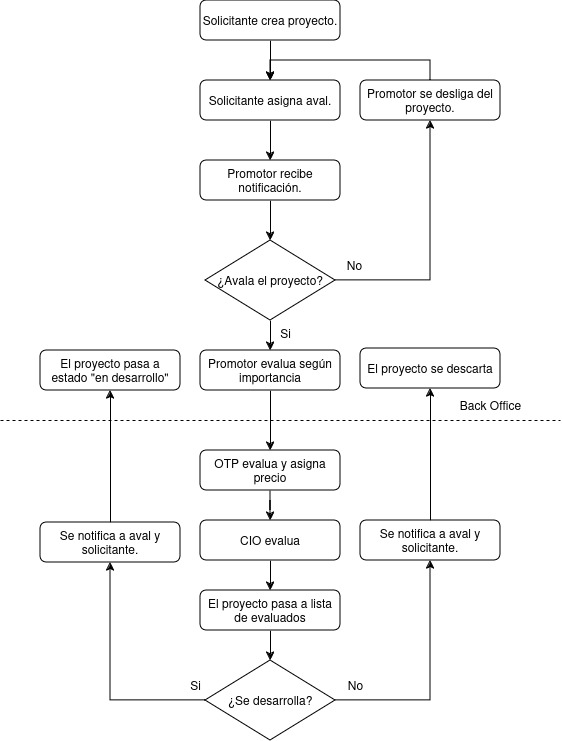 Solicitante crea proyecto.
Solicitante asigna aval.
Promotor se desliga del
proyecto.
Promotor recibe
notificación.
¿Avala el proyecto?
No
Si
El proyecto pasa a
estado "en desarrollo"
Promotor evalua según
importancia
El proyecto se descarta
Back Office
OTP evalua y asigna
precio
Se notifica a aval y
solicitante.
CIO evalua
Se notifica a aval y
solicitante.
El proyecto pasa a lista
de evaluados
Si
¿Se desarrolla?
No